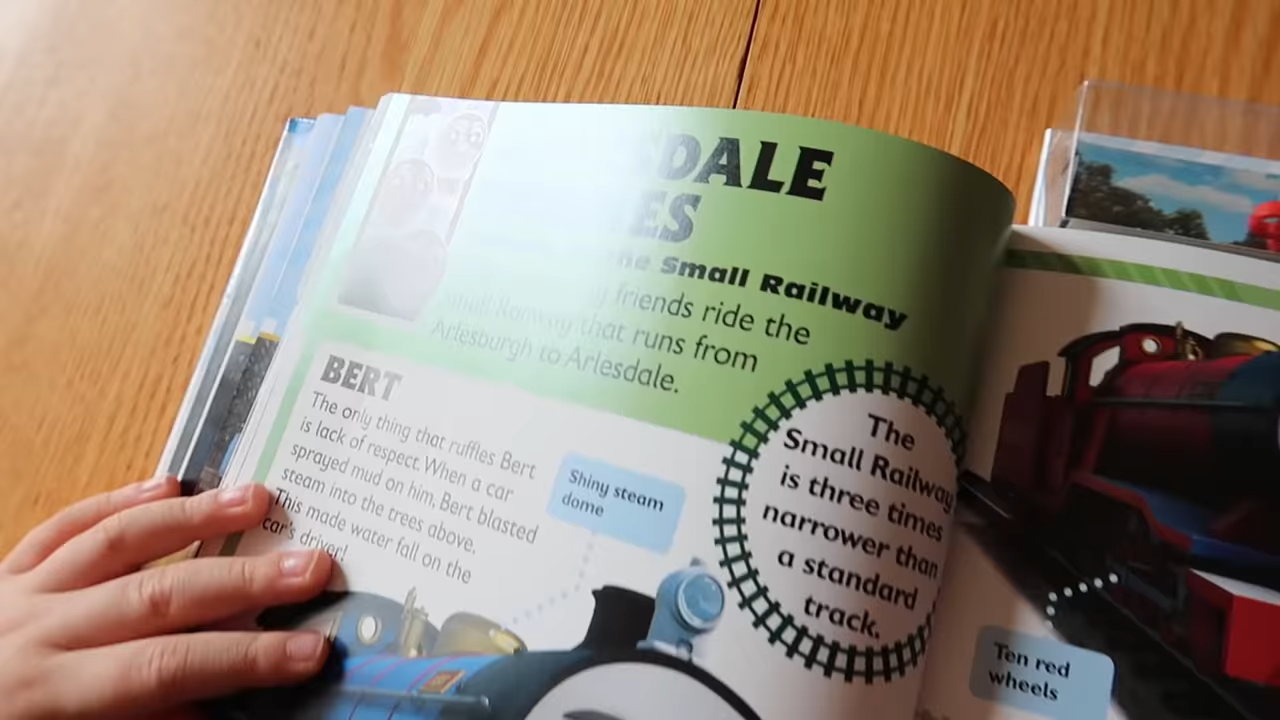 DALE
ES
the Small Railway
friends ride the
Small Railway that runs from
Arlesburgh to Arlesdale.
BERT
The only thing that ruffles Bert
is lack of respect. When a car
sprayed mud on him, Bert blasted
steam into the trees above.
This made water fall on the
car's driver!
Shiny steam
dome
The
Small Railway
is three times
narrower than
a standard
track.
Ten red
wheels